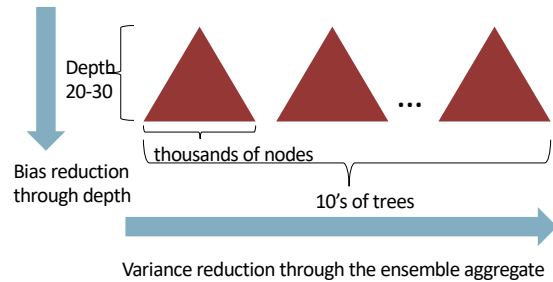 Depth
20-30
...
thousands of nodes
Bias reduction
through depth
10's of trees
Variance reduction through the ensemble aggregate